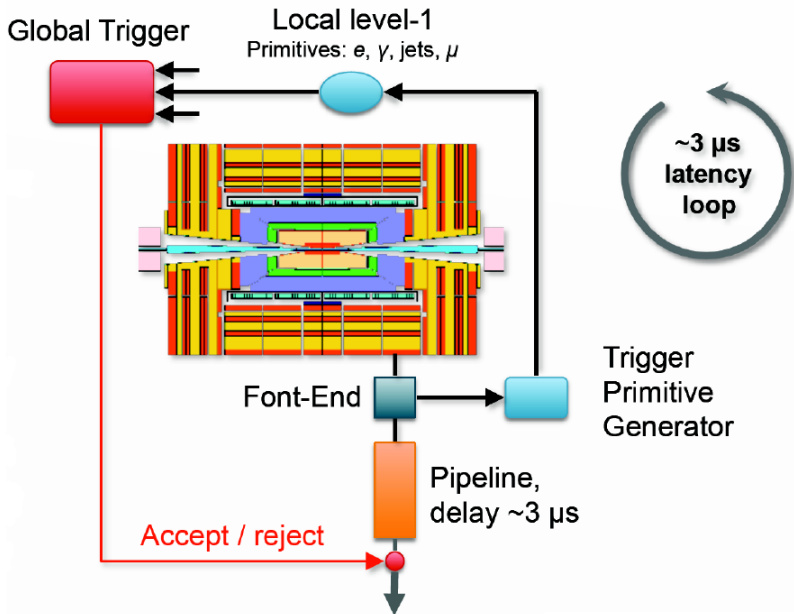 Local level-1
Global Trigger
Primitives: e, γ, jets, μ
~3 μs
latency
loop
Font-End
Trigger
Primitive
Generator
Pipeline,
delay ~3 μs
Accept / reject